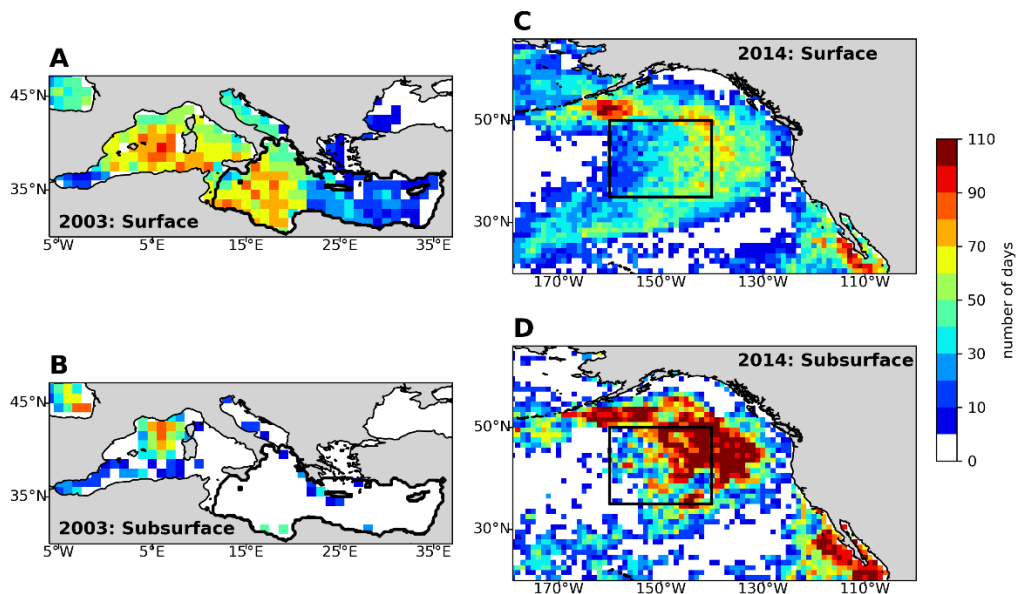 A
45°N
35°N
2003: Surface
5°W
5°E
15°E
25°E
35°E
B
45°N
35°N
2003: Subsurface
5°W
5°E
15°E
25°E
35°E
C
2014: Surface
50°N
30°N
170°W
150°W
130°W
110°W
D
2014: Subsurface
50°N
30°N
170°W
150°W
130°W
110°W
110
90
70
50
30
10
0
number of days